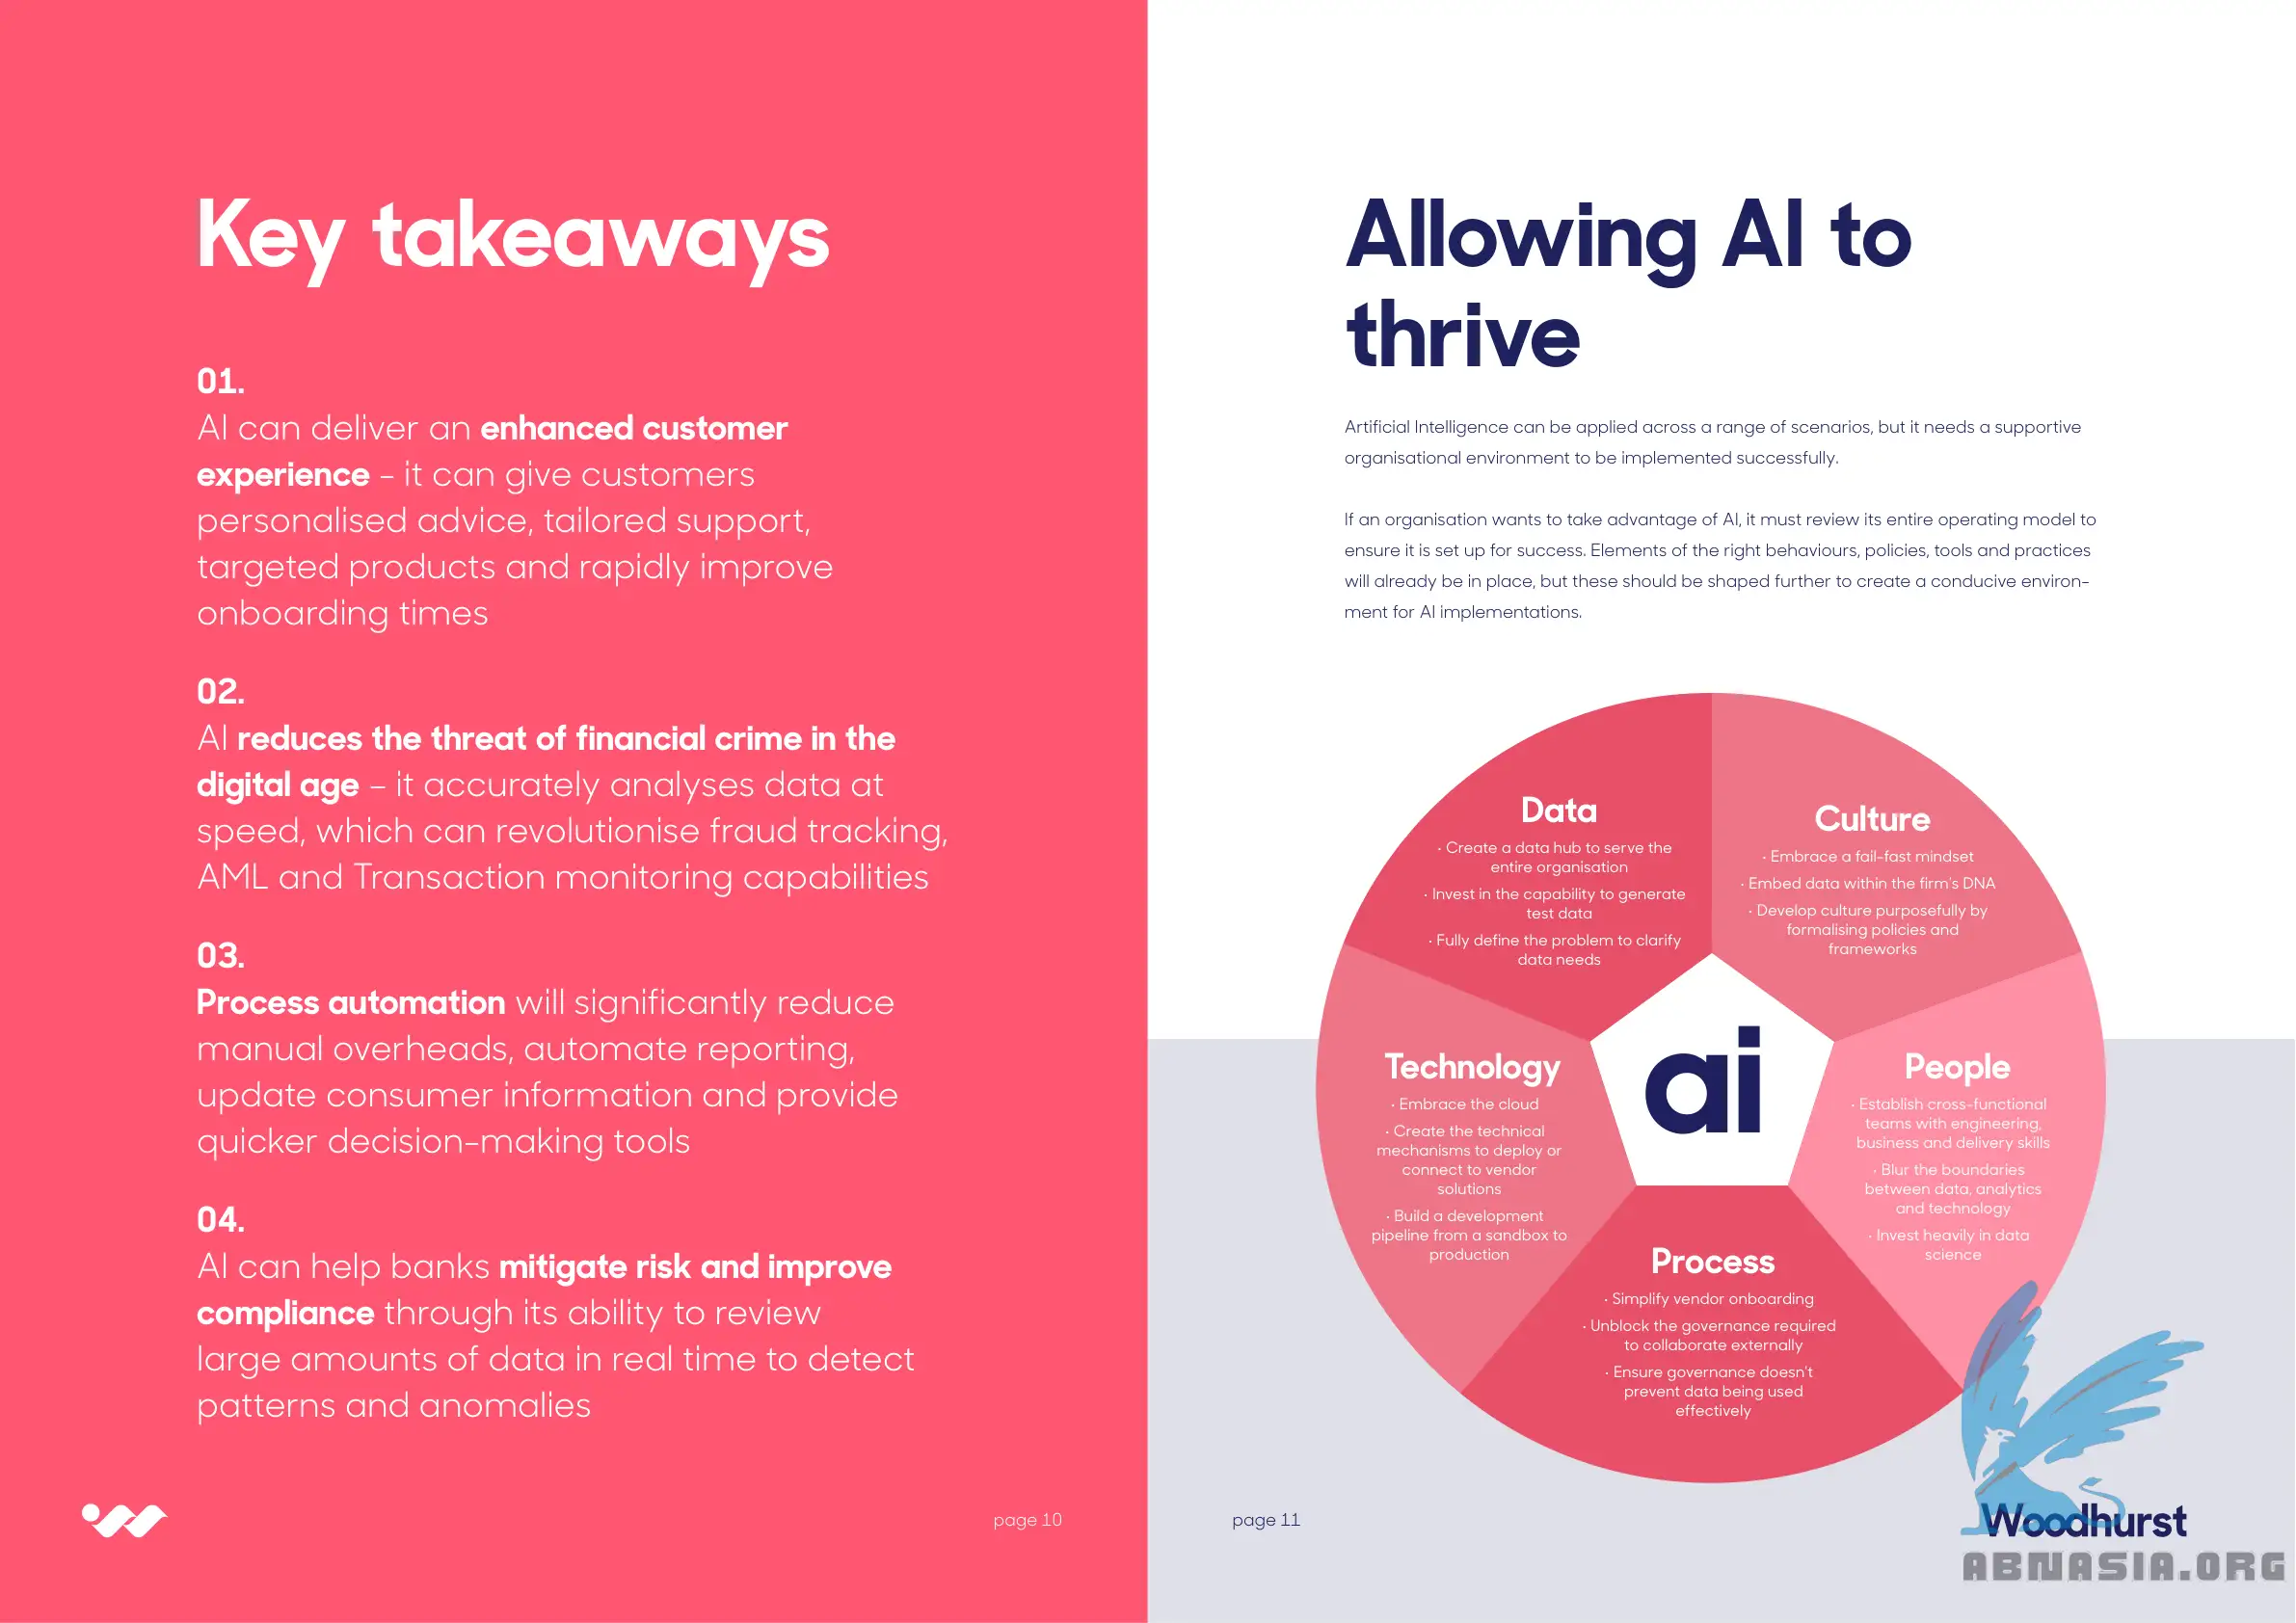 Key takeaways
01.
AI can deliver an enhanced customer
experience - it can give customers
personalised advice, tailored support,
targeted products and rapidly improve
onboarding times
02.
AI reduces the threat of financial crime in the
digital age – it accurately analyses data at
speed, which can revolutionise fraud tracking,
AML and Transaction monitoring capabilities
03.
Process automation will significantly reduce
manual overheads, automate reporting,
update consumer information and provide
quicker decision-making tools
04.
AI can help banks mitigate risk and improve
compliance through its ability to review
large amounts of data in real time to detect
patterns and anomalies
page 10
Allowing AI to
thrive
Artificial Intelligence can be applied across a range of scenarios, but it needs a supportive
organisational environment to be implemented successfully.
If an organisation wants to take advantage of AI, it must review its entire operating model to
ensure it is set up for success. Elements of the right behaviours, policies, tools and practices
will already be in place, but these should be shaped further to create a conducive environ-
ment for AI implementations.
Data
· Create a data hub to serve the
entire organisation
· Invest in the capability to generate
test data
· Fully define the problem to clarify
data needs
Culture
· Embrace a fail-fast mindset
· Embed data within the firm's DNA
· Develop culture purposefully by
formalising policies and
frameworks
Technology
· Embrace the cloud
· Create the technical
mechanisms to deploy or
connect to vendor
solutions
· Build a development
pipeline from a sandbox to
production
ai
People
· Establish cross-functional
teams with engineering,
business and delivery skills
· Blur the boundaries
between data, analytics
and technology
· Invest heavily in data
science
Process
· Simplify vendor onboarding
· Unblock the governance required
to collaborate externally
· Ensure governance doesn't
prevent data being used
effectively
page 11
Woodhurst
ABNASIA.ORG